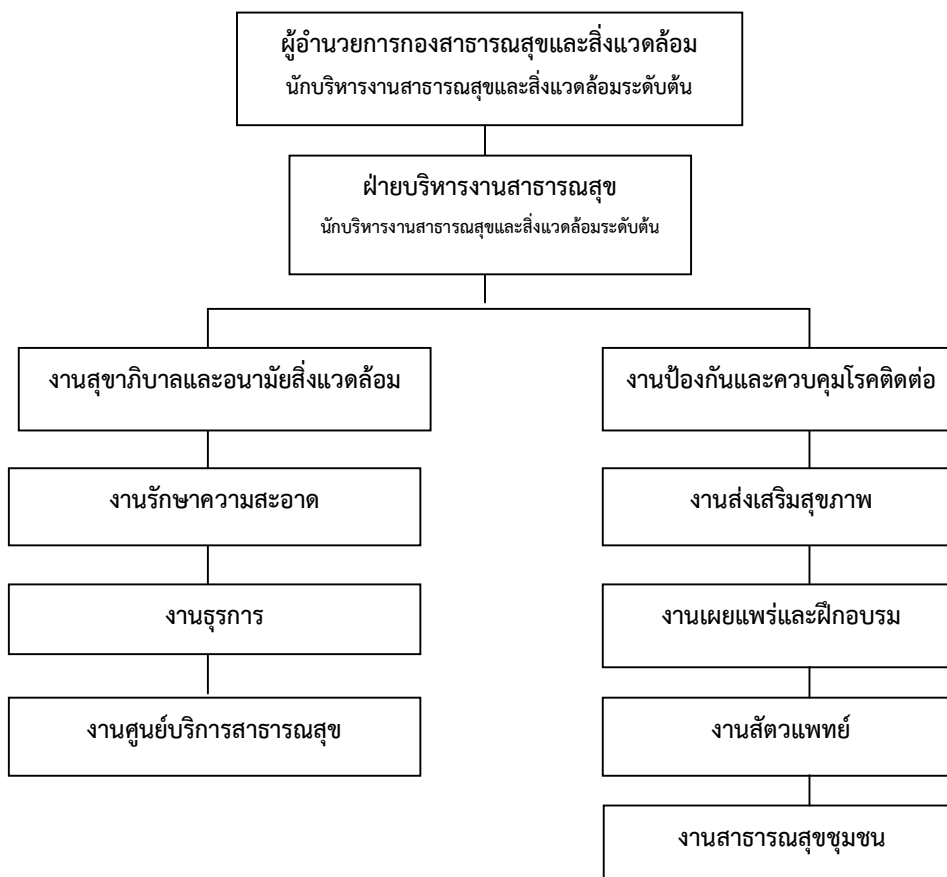 ผู้อำนวยการกองสาธารณสุขและสิ่งแวดล้อม
นักบริหารงานสาธารณสุขและสิ่งแวดล้อมระดับต้น
ฝ่ายบริหารงานสาธารณสุข
นักบริหารงานสาธารณสุขและสิ่งแวดล้อมระดับต้น
งานสุขาภิบาลและอนามัยสิ่งแวดล้อม
งานรักษาความสะอาด
งานธุรการ
งานศูนย์บริการสาธารณสุข
งานป้องกันและควบคุมโรคติดต่อ
งานส่งเสริมสุขภาพ
งานเผยแพร่และฝึกอบรม
งานสัตวแพทย์
งานสาธารณสุขชุมชน